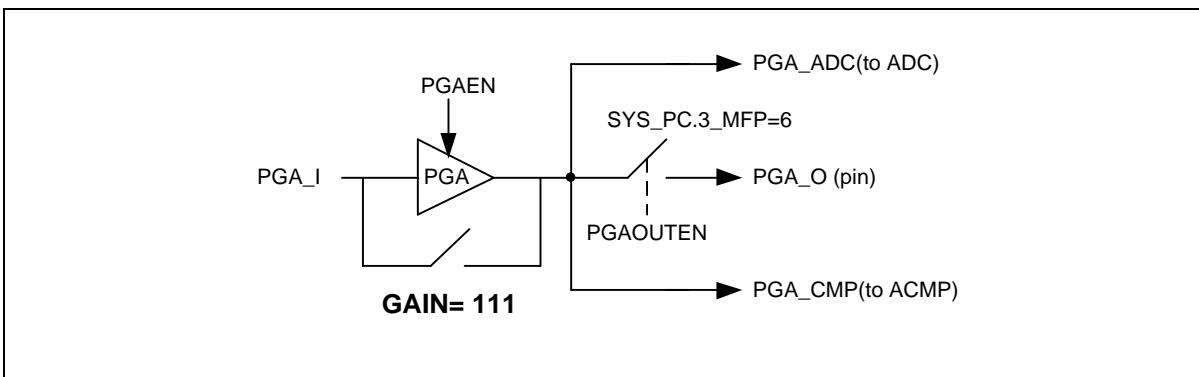 PGA_ADC(to ADC)
PGAEN
SYS_PC.3_MFP=6
PGA_I
PGA
PGA_O (pin)
PGAOUTEN
PGA_CMP(to ACMP)
GAIN= 111